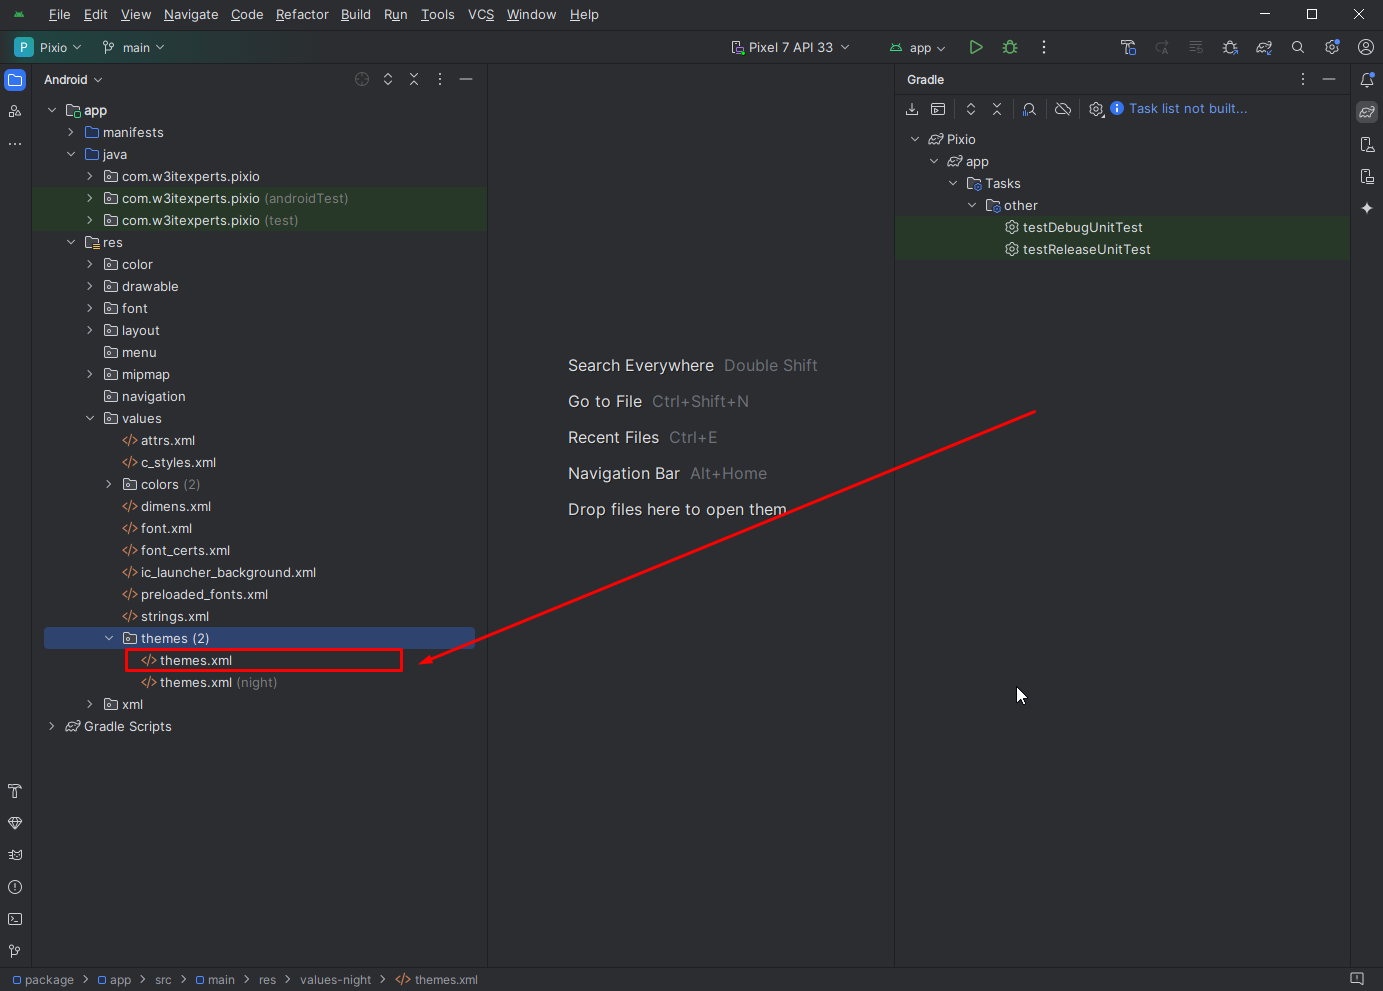 File Edit View Navigate Code Refactor Build Run Tools VCS Window Help
P Pixio main Pixel 7 API 33 app
Android
app
manifests
java
com.w3itexperts.pixio
com.w3itexperts.pixio (androidTest)
com.w3itexperts.pixio (test)
res
color
drawable
font
layout
menu
mipmap
navigation
values
attrs.xml
c_styles.xml
colors (2)
dimens.xml
font.xml
font_certs.xml
ic_launcher_background.xml
preloaded_fonts.xml
strings.xml
themes (2)
themes.xml
themes.xml (night)
xml
Gradle Scripts
Search Everywhere Double Shift
Go to File Ctrl+Shift+N
Recent Files Ctrl+E
Navigation Bar Alt+Home
Drop files here to open them
Gradle
Task list not built...
Pixio
app
Tasks
other
testDebugUnitTest
testReleaseUnitTest
package app src main res values-night themes.xml